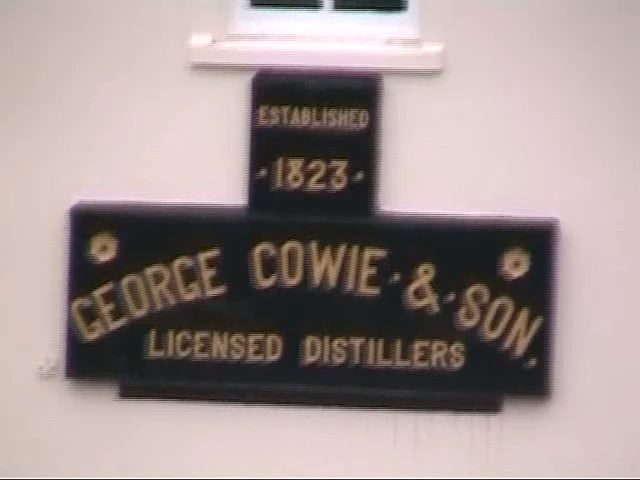 ESTABLISHED
·1823·
GEORGE COWIE · & · SON,
LICENSED DISTILLERS